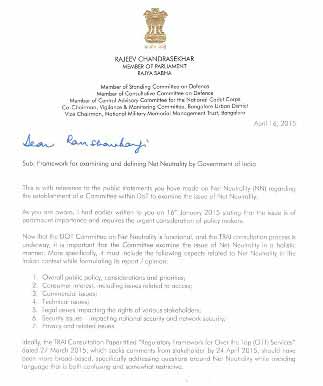 RAJEEV CHANDRASEKHAR
MEMBER OF PARLIAMENT
RAJYA SABHA
Member of Standing Committee on Defence
Member of Consultative Committee on Defence
Member of Central Advisory Committee for the National Cadet Corps
Co-Chairman, Vigilance & Monitoring Committee, Bangalore Urban District
Vice Chairman, National Military Memorial Management Trust, Bangalore
April 16, 2015
Dear
Sub: Framework for examining and defining Net Neutrality by Government of India
This is with reference to the public statements you have made on Net Neutrality (NN) regarding
the establishment of a Committee within DoT to examine the issue of Net Neutrality.
As you are aware, I had earlier written to you on 16th January 2015 stating that the issue is of
paramount importance and requires the urgent consideration of policy makers.
Now that the DOT Committee on Net Neutrality is functional, and the TRAI consultation process is
underway, it is important that the Committee examine the issue of Net Neutrality in a holistic
manner. More specifically, it must include the following aspects related to Net Neutrality in the
Indian context while formulating its report / opinion:
1. Overall public policy, considerations and priorities;
2. Consumer interest, including issues related to access;
3. Commercial issues;
4. Technical issues;
5. Legal issues impacting the rights of various stakeholders;
6. Security issues impacting national security and network security;
7. Privacy and related issues
Ideally, the TRAI Consultation Paper titled "Regulatory Framework for Over the Top (OTT) Services"
dated 27 March 2015, which seeks comments from stakeholder by 24 April 2015, should have
been more broad-based, specifically addressing questions around Net Neutrality while avoiding
language that is both confusing and somewhat restrictive.